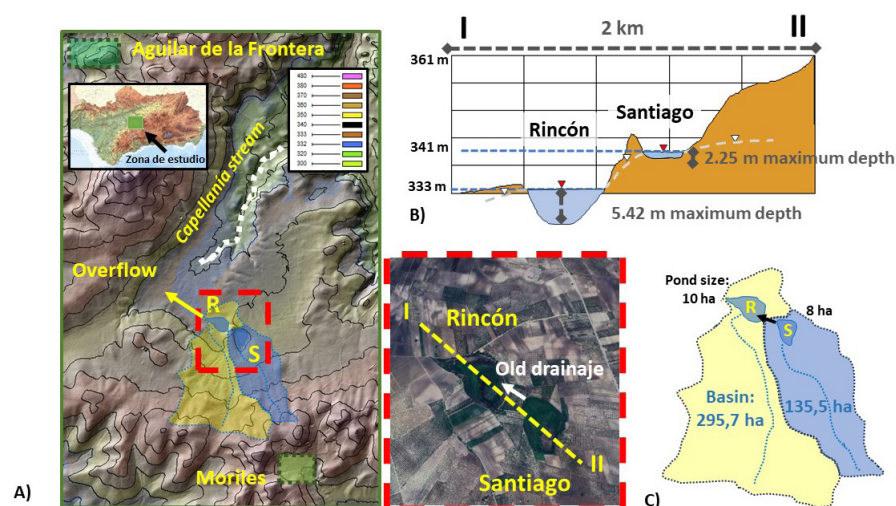 A)
Aguilar de la Frontera
Zona de estudio
480
380
370
360
350
340
333
332
320
300
Capellanía stream
Overflow
R
S
Moriles
B)
I
II
2 km
361 m
341 m
333 m
Rincón
Santiago
2.25 m maximum depth
5.42 m maximum depth
I
Rincón
Old drainaje
II
Santiago
C)
Pond size:
10 ha
8 ha
R
S
Basin:
295,7 ha
135,5 ha